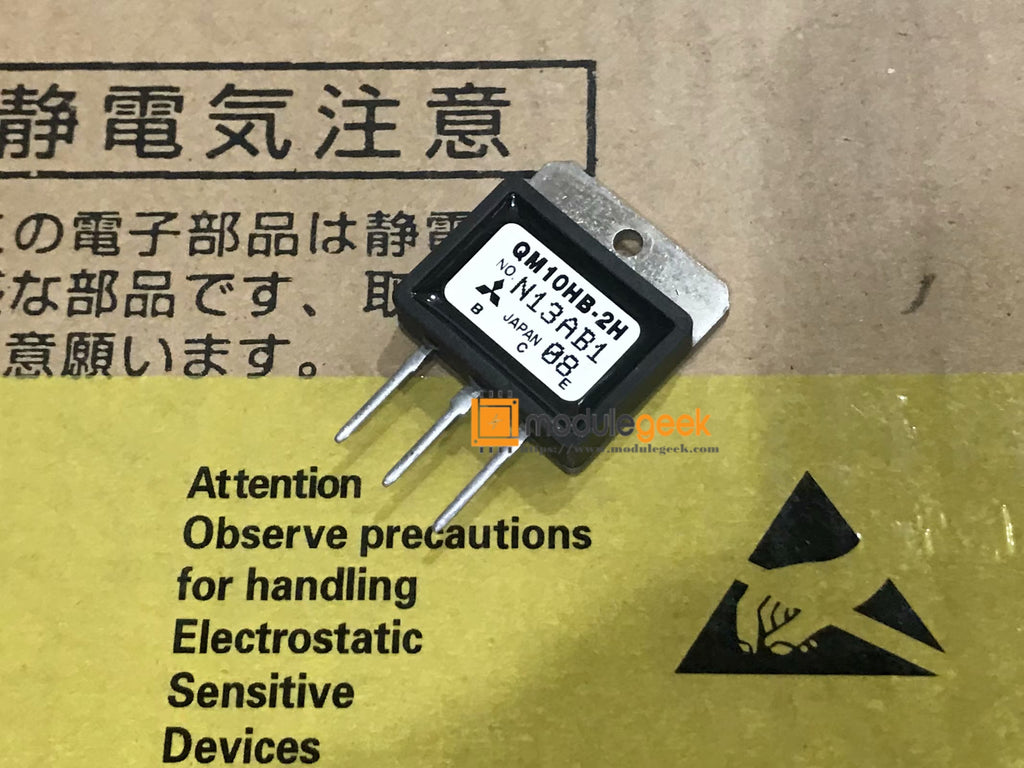 静電気注意
の電子部品は静電
な部品です、取
意願います。
QM10HB-2H
NO. N13AB1
JAPAN 08
B C E
modulegeek
https://www.modulegeek.com
Attention
Observe precautions
for handling
Electrostatic
Sensitive
Devices